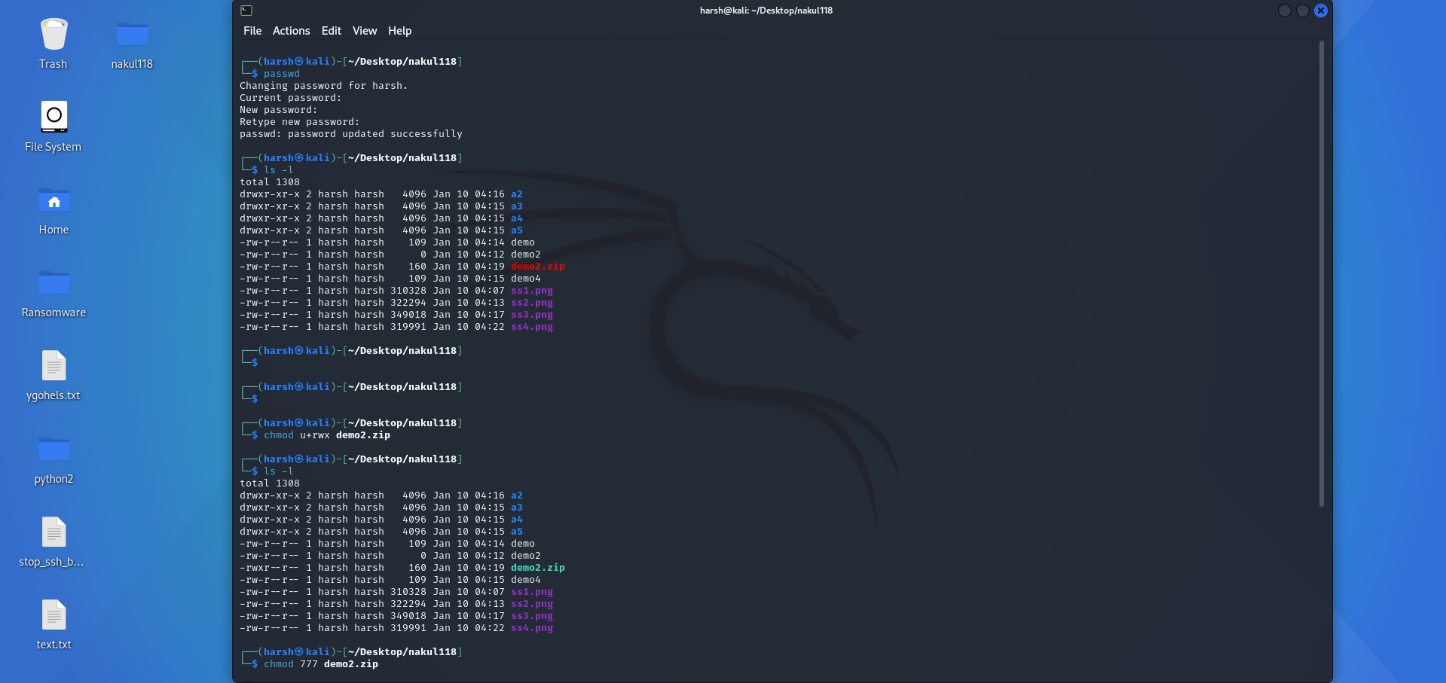 Trash
nakul118
File System
Home
Ransomware
ygohels.txt
python2
stop_ssh_b...
text.txt
harsh@kali: ~/Desktop/nakul118
File Actions Edit View Help
┌──(harsh㉿kali)-[~/Desktop/nakul118]
└─$ passwd
Changing password for harsh.
Current password:
New password:
Retype new password:
passwd: password updated successfully
┌──(harsh㉿kali)-[~/Desktop/nakul118]
└─$ ls -l
total 1308
drwxr-xr-x 2 harsh harsh   4096 Jan 10 04:16 a2
drwxr-xr-x 2 harsh harsh   4096 Jan 10 04:15 a3
drwxr-xr-x 2 harsh harsh   4096 Jan 10 04:15 a4
drwxr-xr-x 2 harsh harsh   4096 Jan 10 04:15 a5
-rw-r--r-- 1 harsh harsh    109 Jan 10 04:14 demo
-rw-r--r-- 1 harsh harsh      0 Jan 10 04:12 demo2
-rw-r--r-- 1 harsh harsh    160 Jan 10 04:19 demo2.zip
-rw-r--r-- 1 harsh harsh    109 Jan 10 04:15 demo4
-rw-r--r-- 1 harsh harsh 310328 Jan 10 04:07 ss1.png
-rw-r--r-- 1 harsh harsh 322294 Jan 10 04:13 ss2.png
-rw-r--r-- 1 harsh harsh 349018 Jan 10 04:17 ss3.png
-rw-r--r-- 1 harsh harsh 319991 Jan 10 04:22 ss4.png
┌──(harsh㉿kali)-[~/Desktop/nakul118]
└─$
┌──(harsh㉿kali)-[~/Desktop/nakul118]
└─$
┌──(harsh㉿kali)-[~/Desktop/nakul118]
└─$ chmod u+rwx demo2.zip
┌──(harsh㉿kali)-[~/Desktop/nakul118]
└─$ ls -l
total 1308
drwxr-xr-x 2 harsh harsh   4096 Jan 10 04:16 a2
drwxr-xr-x 2 harsh harsh   4096 Jan 10 04:15 a3
drwxr-xr-x 2 harsh harsh   4096 Jan 10 04:15 a4
drwxr-xr-x 2 harsh harsh   4096 Jan 10 04:15 a5
-rw-r--r-- 1 harsh harsh    109 Jan 10 04:14 demo
-rw-r--r-- 1 harsh harsh      0 Jan 10 04:12 demo2
-rwxr--r-- 1 harsh harsh    160 Jan 10 04:19 demo2.zip
-rw-r--r-- 1 harsh harsh    109 Jan 10 04:15 demo4
-rw-r--r-- 1 harsh harsh 310328 Jan 10 04:07 ss1.png
-rw-r--r-- 1 harsh harsh 322294 Jan 10 04:13 ss2.png
-rw-r--r-- 1 harsh harsh 349018 Jan 10 04:17 ss3.png
-rw-r--r-- 1 harsh harsh 319991 Jan 10 04:22 ss4.png
┌──(harsh㉿kali)-[~/Desktop/nakul118]
└─$ chmod 777 demo2.zip